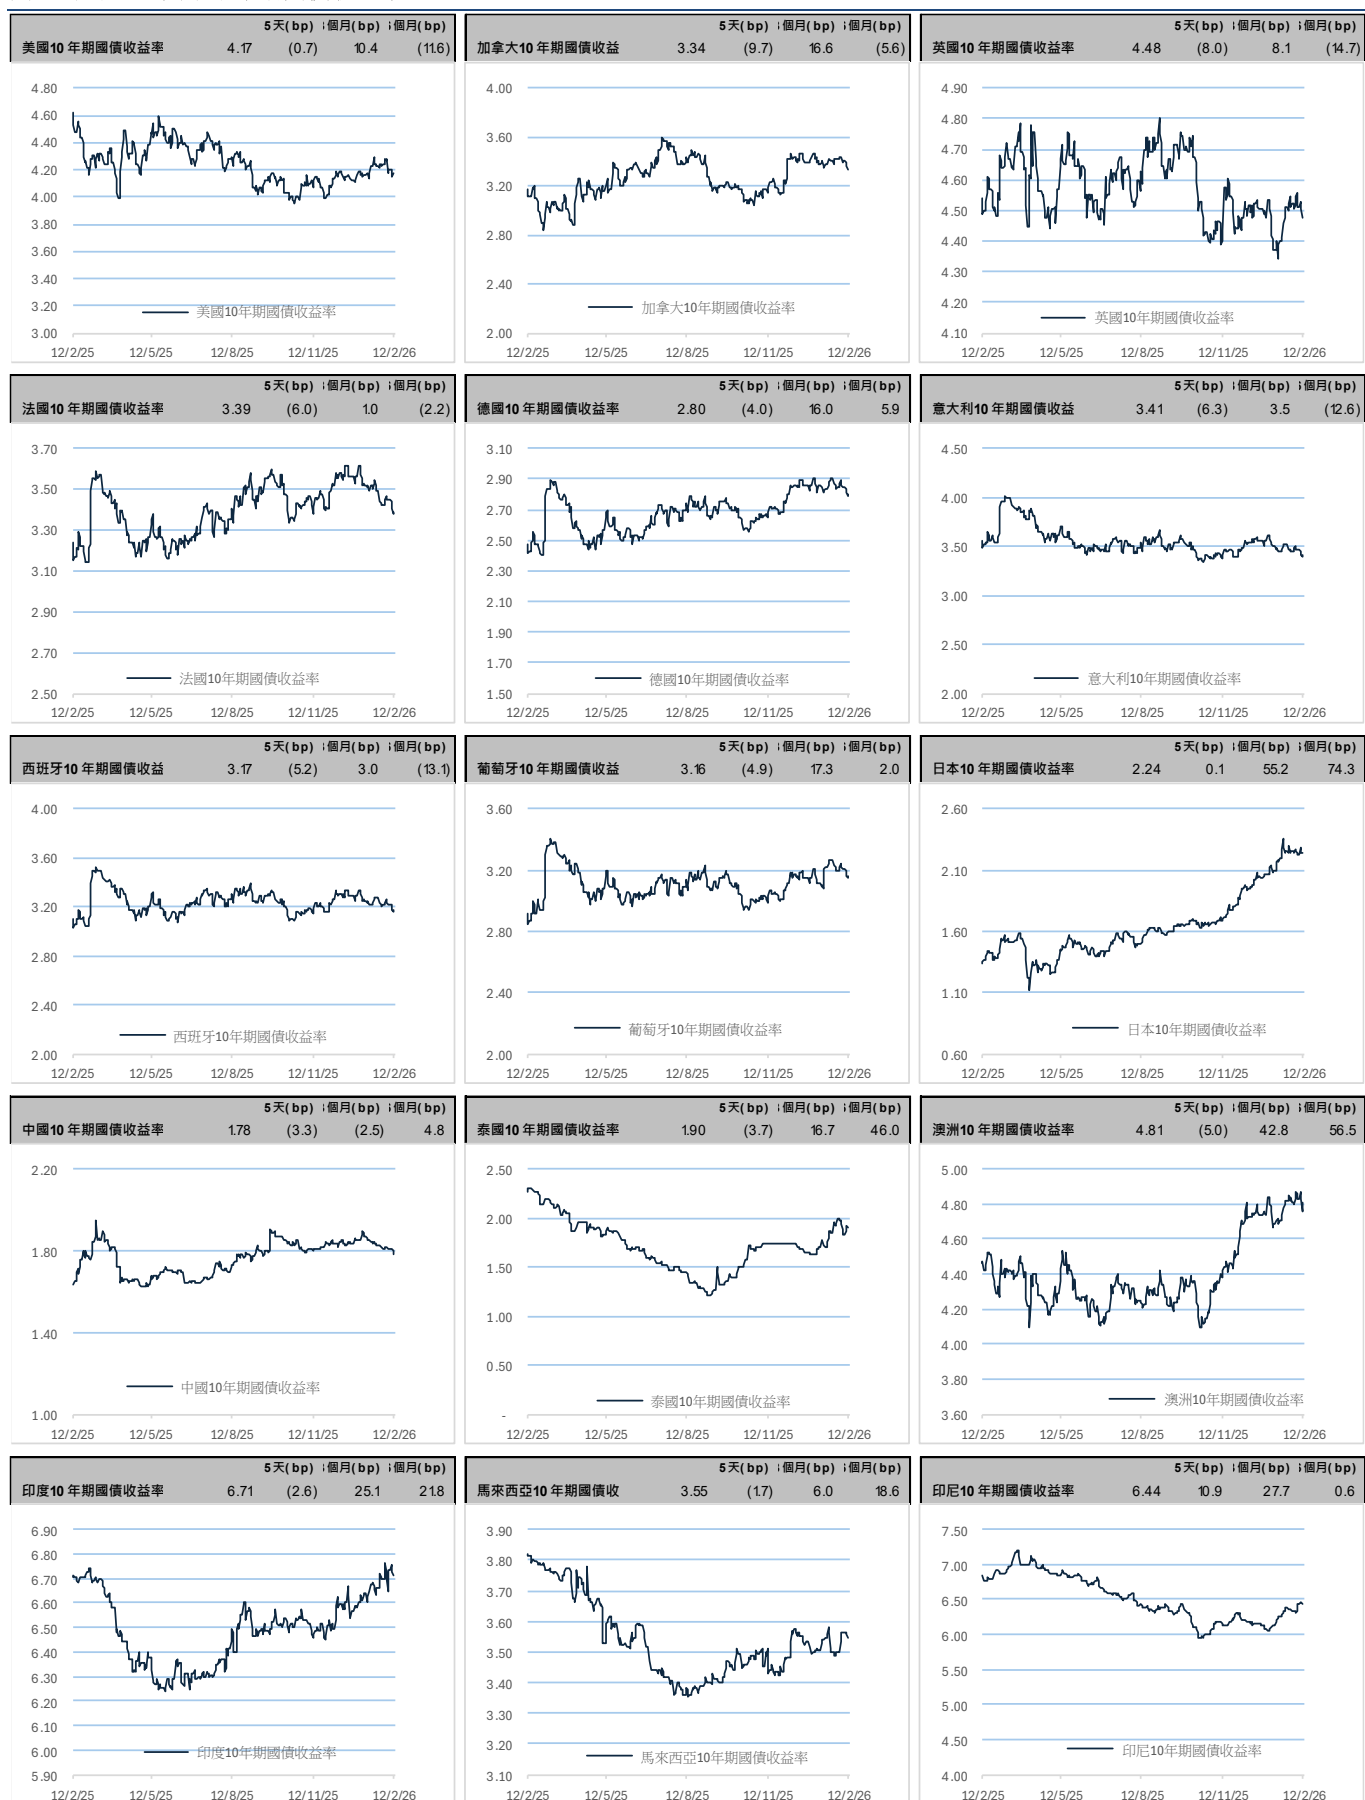 5天(bp) 個月(bp) 個月(bp)
美國10 年期國債收益率 4.17 (0.7) 10.4 (11.6)
4.80
4.60
4.40
4.20
4.00
3.80
3.60
3.40
3.20
3.00
美國10年期國債收益率
12/2/25 12/5/25 12/8/25 12/11/25 12/2/26
5天(bp) 個月(bp) 個月(bp)
加拿大10 年期國債收益 3.34 (9.7) 16.6 (5.6)
4.00
3.60
3.20
2.80
2.40
2.00
加拿大10年期國債收益率
12/2/25 12/5/25 12/8/25 12/11/25 12/2/26
5天(bp) 個月(bp) 個月(bp)
英國10 年期國債收益率 4.48 (8.0) 8.1 (14.7)
4.90
4.80
4.70
4.60
4.50
4.40
4.30
4.20
4.10
英國10年期國債收益率
12/2/25 12/5/25 12/8/25 12/11/25 12/2/26
5天(bp) 個月(bp) 個月(bp)
法國10 年期國債收益率 3.39 (6.0) 1.0 (2.2)
3.70
3.50
3.30
3.10
2.90
2.70
2.50
法國10年期國債收益率
12/2/25 12/5/25 12/8/25 12/11/25 12/2/26
5天(bp) 個月(bp) 個月(bp)
德國10 年期國債收益率 2.80 (4.0) 16.0 5.9
3.10
2.90
2.70
2.50
2.30
2.10
1.90
1.70
1.50
德國10年期國債收益率
12/2/25 12/5/25 12/8/25 12/11/25 12/2/26
5天(bp) 個月(bp) 個月(bp)
意大利10 年期國債收益 3.41 (6.3) 3.5 (12.6)
4.50
4.00
3.50
3.00
2.50
2.00
意大利10年期國債收益率
12/2/25 12/5/25 12/8/25 12/11/25 12/2/26
5天(bp) 個月(bp) 個月(bp)
西班牙10 年期國債收益 3.17 (5.2) 3.0 (13.1)
4.00
3.60
3.20
2.80
2.40
2.00
西班牙10年期國債收益率
12/2/25 12/5/25 12/8/25 12/11/25 12/2/26
5天(bp) 個月(bp) 個月(bp)
葡萄牙10 年期國債收益率 3.16 (4.9) 17.3 2.0
3.60
3.20
2.80
2.40
2.00
葡萄牙10年期國債收益率
12/2/25 12/5/25 12/8/25 12/11/25 12/2/26
5天(bp) 個月(bp) 個月(bp)
日本10 年期國債收益率 2.24 0.1 55.2 74.3
2.60
2.10
1.60
1.10
0.60
日本10年期國債收益率
12/2/25 12/5/25 12/8/25 12/11/25 12/2/26
5天(bp) 個月(bp) 個月(bp)
中國10 年期國債收益率 1.78 (3.3) (2.5) 4.8
2.20
1.80
1.40
1.00
中國10年期國債收益率
12/2/25 12/5/25 12/8/25 12/11/25 12/2/26
5天(bp) 個月(bp) 個月(bp)
泰國10 年期國債收益率 1.90 (3.7) 16.7 46.0
2.50
2.00
1.50
1.00
0.50
-
泰國10年期國債收益率
12/2/25 12/5/25 12/8/25 12/11/25 12/2/26
5天(bp) 個月(bp) 個月(bp)
澳洲10 年期國債收益率 4.81 (5.0) 42.8 56.5
5.00
4.80
4.60
4.40
4.20
4.00
3.80
3.60
澳洲10年期國債收益率
12/2/25 12/5/25 12/8/25 12/11/25 12/2/26
5天(bp) 個月(bp) 個月(bp)
印度10 年期國債收益率 6.71 (2.6) 25.1 21.8
6.90
6.80
6.70
6.60
6.50
6.40
6.30
6.20
6.10
6.00
5.90
印度10年期國債收益率
12/2/25 12/5/25 12/8/25 12/11/25 12/2/26
5天(bp) 個月(bp) 個月(bp)
馬來西亞10 年期國債收 3.55 (1.7) 6.0 18.6
3.90
3.80
3.70
3.60
3.50
3.40
3.30
3.20
3.10
馬來西亞10年期國債收益率
12/2/25 12/5/25 12/8/25 12/11/25 12/2/26
5天(bp) 個月(bp) 個月(bp)
印尼10 年期國債收益率 6.44 10.9 27.7 0.6
7.50
7.00
6.50
6.00
5.50
5.00
4.50
4.00
印尼10年期國債收益率
12/2/25 12/5/25 12/8/25 12/11/25 12/2/26